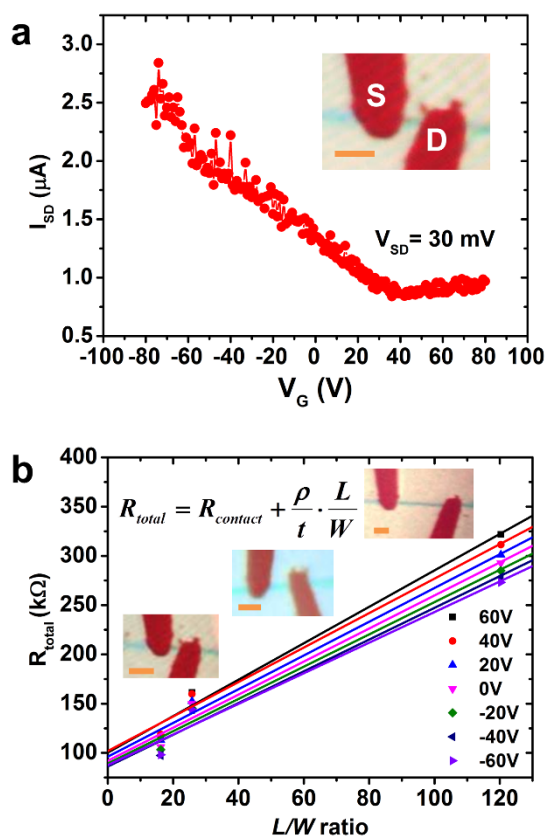 a
3.0
2.5
2.0
1.5
1.0
0.5
I_SD (μA)
S
D
V_SD = 30 mV
-100 -80 -60 -40 -20 0 20 40 60 80 100
V_G (V)
b
400
350
300
250
200
150
100
R_total (kΩ)
R_total = R_contact + ρ/t · L/W
60V
40V
20V
0V
-20V
-40V
-60V
0 20 40 60 80 100 120
L/W ratio